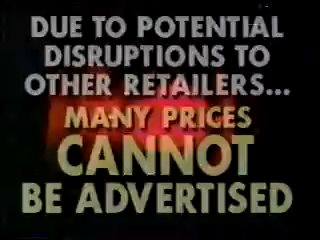 DUE TO POTENTIAL
DISRUPTIONS TO
OTHER RETAILERS...
MANY PRICES
CANNOT
BE ADVERTISED